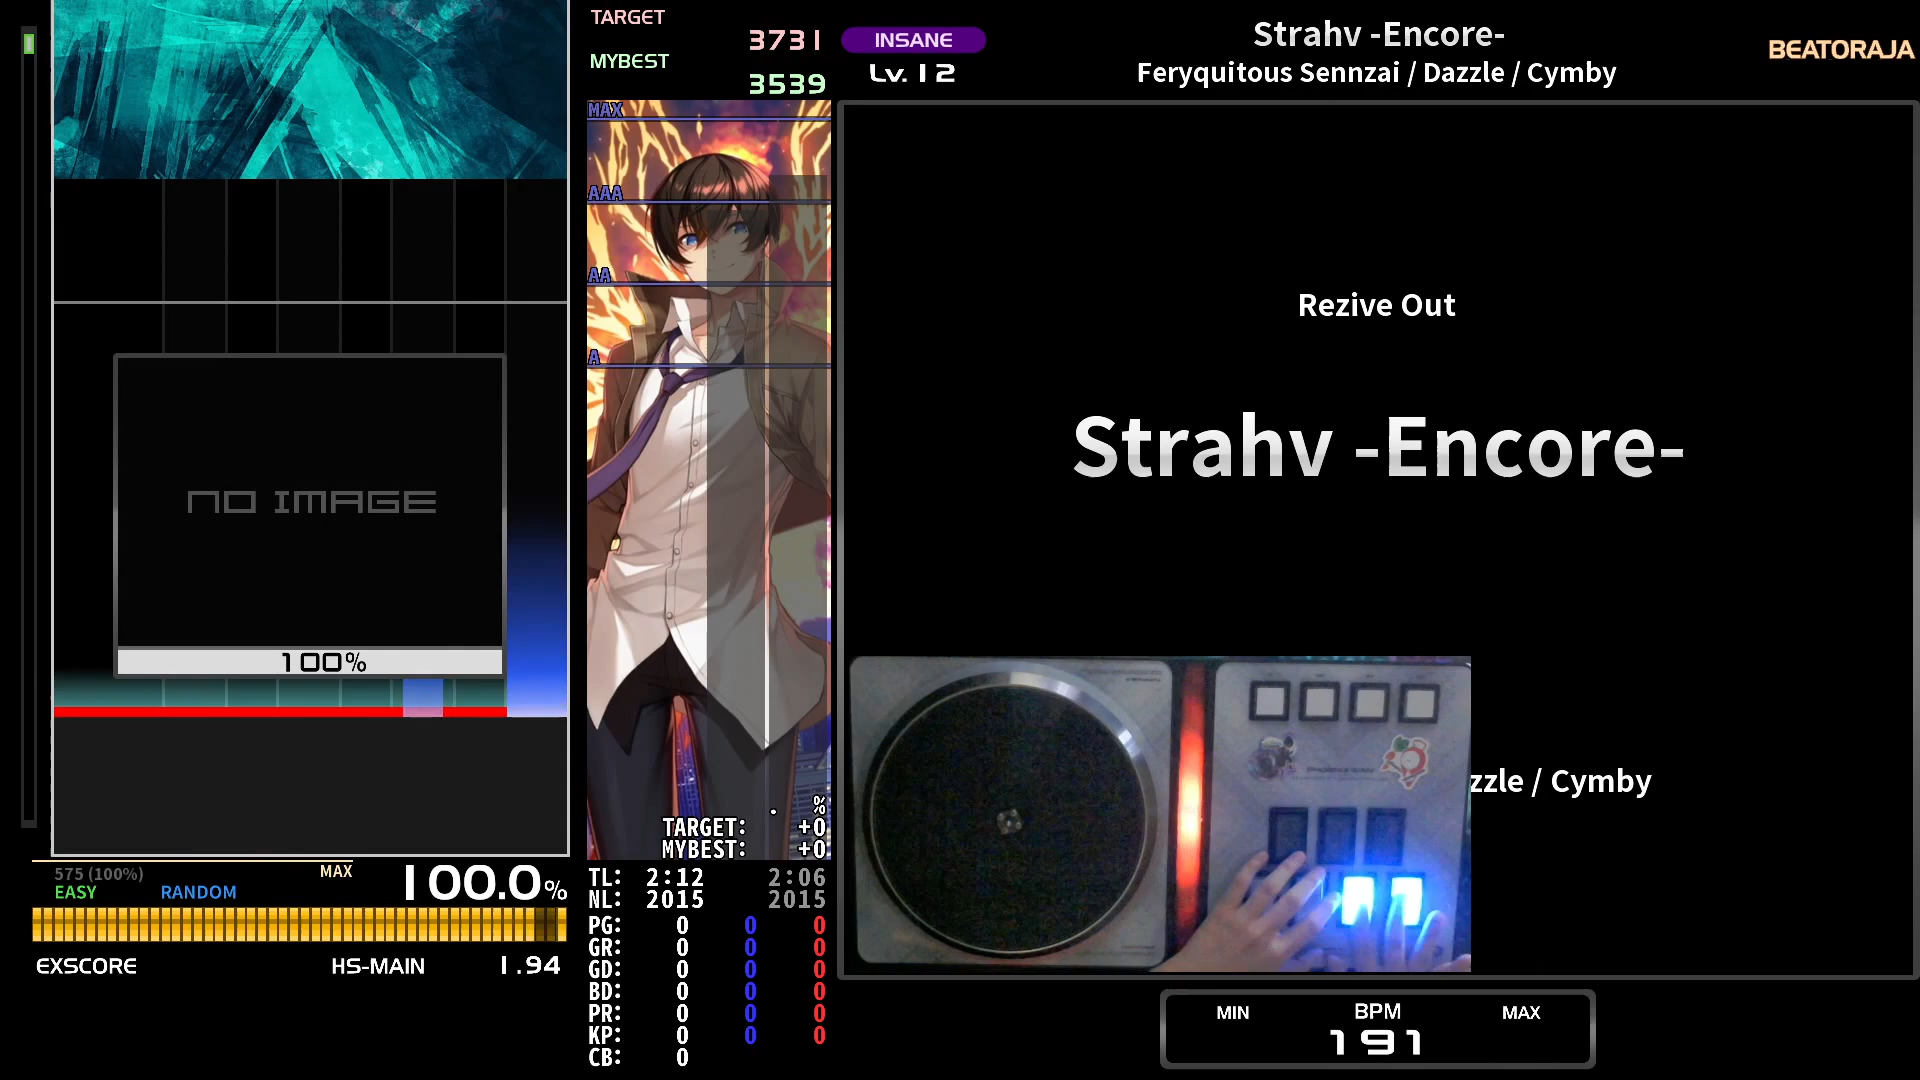 TARGET
3731
MYBEST
3539
INSANE
Lv.12
Strahv -Encore-
Feryquitous Sennzai / Dazzle / Cymby
BEATORAJA
MAX
AAA
AA
A
Rezive Out
Strahv -Encore-
zzle / Cymby
NO IMAGE
100%
. %
TARGET: +0
MYBEST: +0
575 (100%)
MAX
100.0%
EASY
RANDOM
EXSCORE
HS-MAIN 1.94
TL: 2:12 2:06
NL: 2015 2015
PG: 0 0 0
GR: 0 0 0
GD: 0 0 0
BD: 0 0 0
PR: 0 0 0
KP: 0 0 0
CB: 0
MIN BPM MAX
191